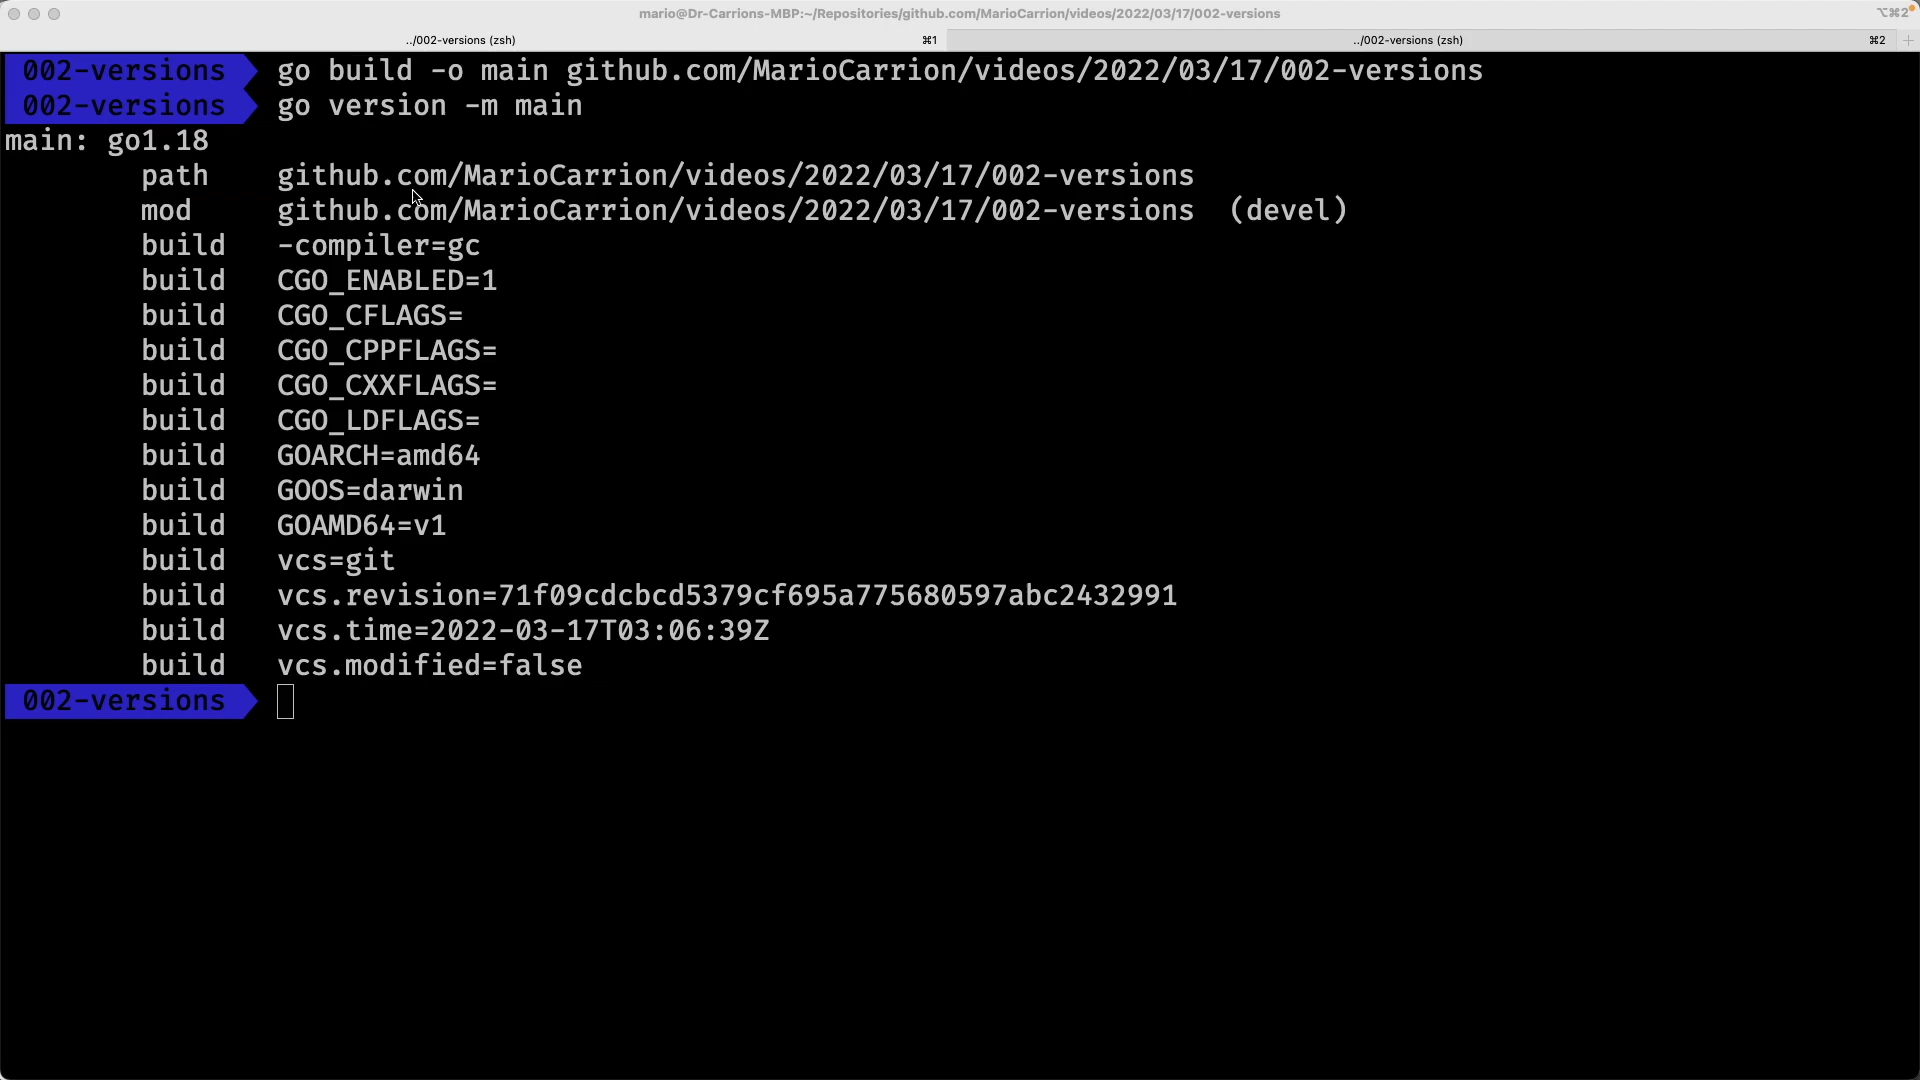 mario@Dr-Carrions-MBP:~/Repositories/github.com/MarioCarrion/videos/2022/03/17/002-versions ⌥⌘2
../002-versions (zsh) ⌘1 ../002-versions (zsh) ⌘2 +
002-versions go build -o main github.com/MarioCarrion/videos/2022/03/17/002-versions
002-versions go version -m main
main: go1.18
path github.com/MarioCarrion/videos/2022/03/17/002-versions
mod github.com/MarioCarrion/videos/2022/03/17/002-versions (devel)
build -compiler=gc
build CGO_ENABLED=1
build CGO_CFLAGS=
build CGO_CPPFLAGS=
build CGO_CXXFLAGS=
build CGO_LDFLAGS=
build GOARCH=amd64
build GOOS=darwin
build GOAMD64=v1
build vcs=git
build vcs.revision=71f09cdcbcd5379cf695a775680597abc2432991
build vcs.time=2022-03-17T03:06:39Z
build vcs.modified=false
002-versions